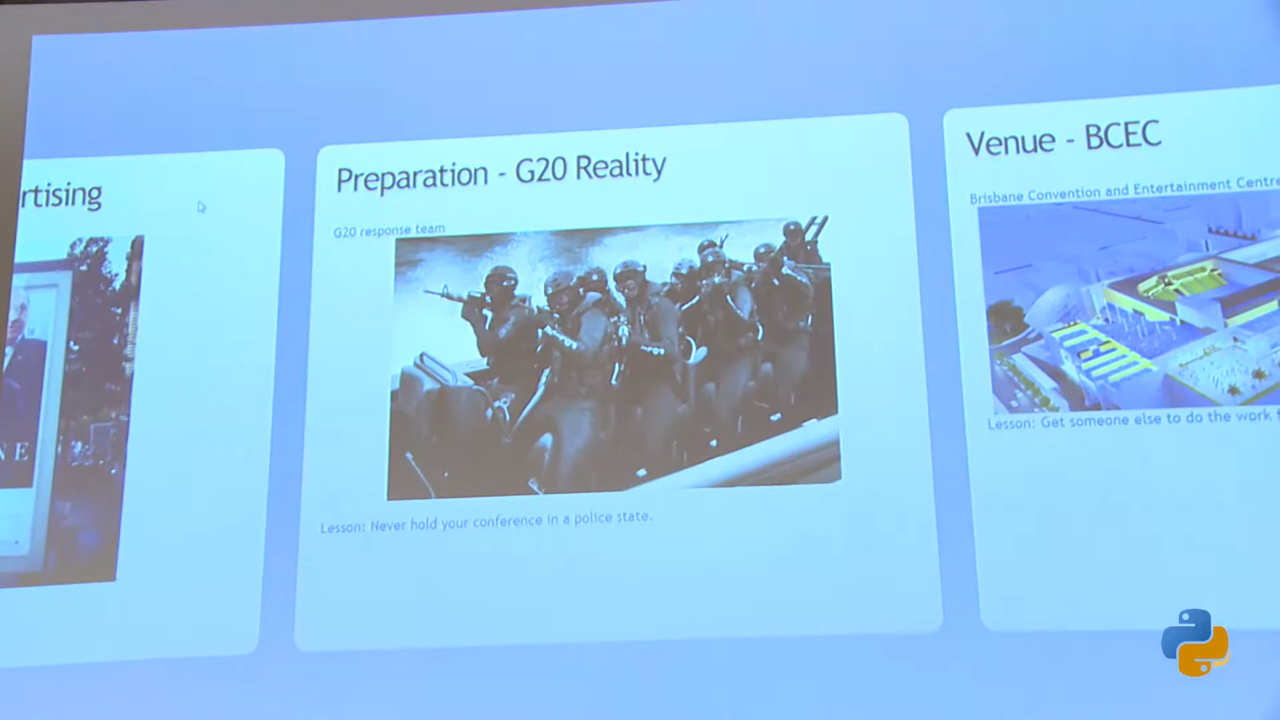 rtising
NE
Preparation - G20 Reality
G20 response team
Lesson: Never hold your conference in a police state.
Venue - BCEC
Brisbane Convention and Entertainment Centre
Lesson: Get someone else to do the work